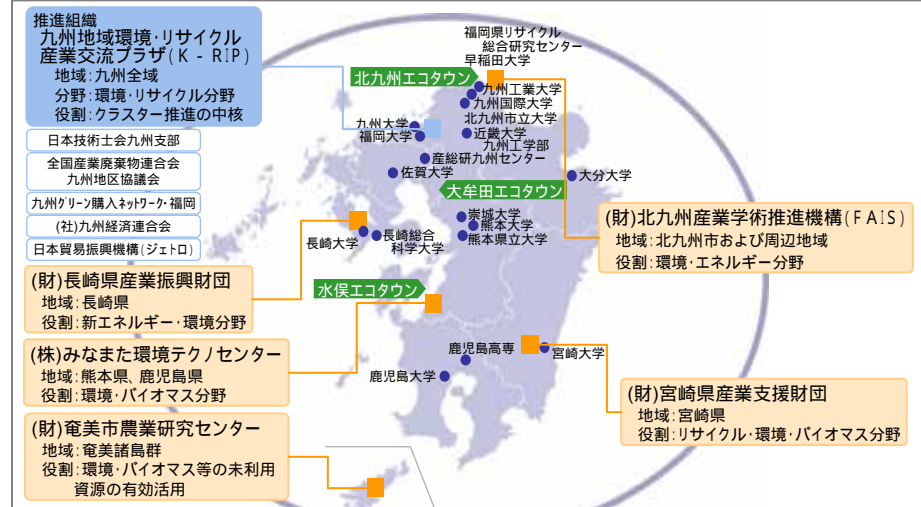 推進組織
九州地域環境・リサイクル
産業交流プラザ(K-RIP)
地域:九州全域
分野:環境・リサイクル分野
役割:クラスター推進の中核
日本技術士会九州支部
全国産業廃棄物連合会
九州地区協議会
九州グリーン購入ネットワーク・福岡
(社)九州経済連合会
日本貿易振興機構(ジェトロ)
(財)長崎県産業振興財団
地域:長崎県
役割:新エネルギー・環境分野
(株)みなまた環境テクノセンター
地域:熊本県、鹿児島県
役割:環境・バイオマス分野
(財)奄美市農業研究センター
地域:奄美諸島群
役割:環境・バイオマス等の未利用
資源の有効活用
福岡県リサイクル
総合研究センター
早稲田大学
北九州エコタウン
九州工業大学
九州国際大学
北九州市立大学
九州大学
福岡大学
近畿大学
九州工学部
産総研九州センター
佐賀大学
大分大学
大牟田エコタウン
崇城大学
熊本大学
熊本県立大学
長崎大学
長崎総合
科学大学
水俣エコタウン
鹿児島高専
宮崎大学
鹿児島大学
(財)北九州産業学術推進機構(FAIS)
地域:北九州市および周辺地域
役割:環境・エネルギー分野
(財)宮崎県産業支援財団
地域:宮崎県
役割:リサイクル・環境・バイオマス分野